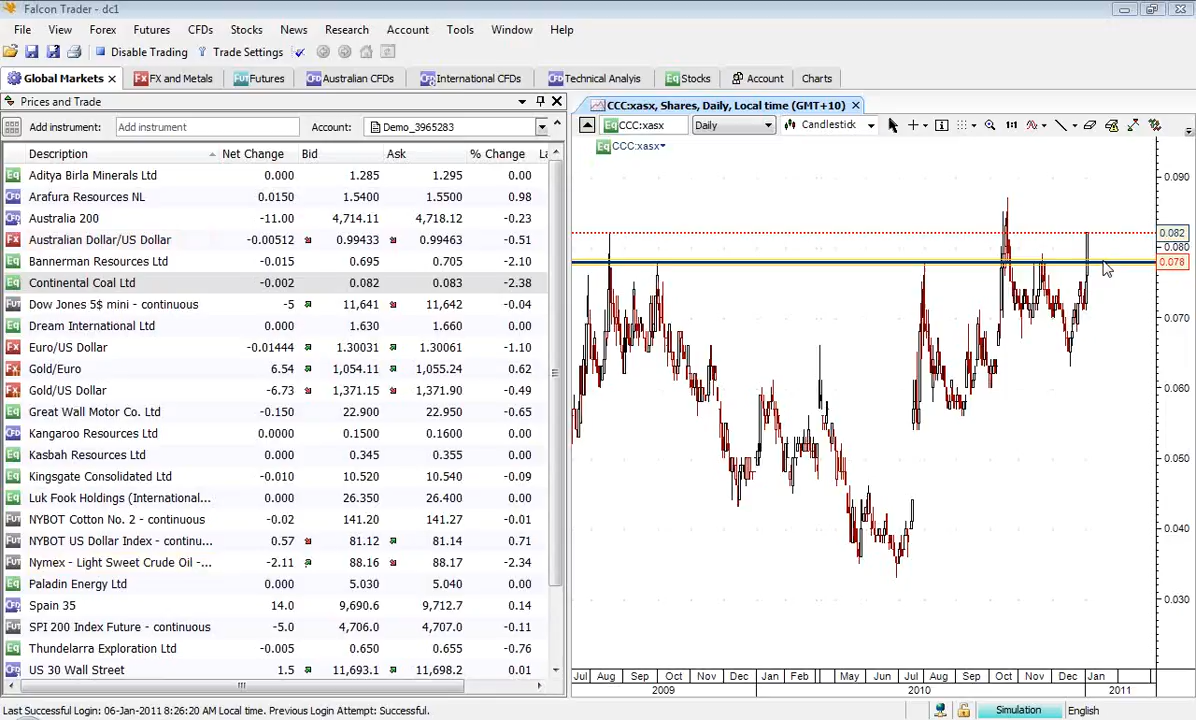 Falcon Trader - dc1
File View Forex Futures CFDs Stocks News Research Account Tools Window Help
Disable Trading Trade Settings
Global Markets FX and Metals Futures Australian CFDs International CFDs Technical Analysis Stocks Account Charts
Prices and Trade
CCC:xasx, Shares, Daily, Local time (GMT+10)
Add instrument: Add instrument Account: Demo_3965283
CCC:xasx Daily Candlestick 1:1
CCC:xasx
Description Net Change Bid Ask % Change La
Aditya Birla Minerals Ltd 0.000 1.285 1.295 0.00
Arafura Resources NL 0.0150 1.5400 1.5500 0.98
Australia 200 -11.00 4,714.11 4,718.12 -0.23
Australian Dollar/US Dollar -0.00512 0.99433 0.99463 -0.51
Bannerman Resources Ltd -0.015 0.695 0.705 -2.10
Continental Coal Ltd -0.002 0.082 0.083 -2.38
Dow Jones 5$ mini - continuous -5 11,641 11,642 -0.04
Dream International Ltd 0.000 1.630 1.660 0.00
Euro/US Dollar -0.01444 1.30031 1.30061 -1.10
Gold/Euro 6.54 1,054.11 1,055.24 0.62
Gold/US Dollar -6.73 1,371.15 1,371.90 -0.49
Great Wall Motor Co. Ltd -0.150 22.900 22.950 -0.65
Kangaroo Resources Ltd 0.0000 0.1500 0.1600 0.00
Kasbah Resources Ltd 0.000 0.345 0.355 0.00
Kingsgate Consolidated Ltd -0.010 10.520 10.540 -0.09
Luk Fook Holdings (International... 0.000 26.350 26.400 0.00
NYBOT Cotton No. 2 - continuous -0.02 141.20 141.27 -0.01
NYBOT US Dollar Index - continu... 0.57 81.12 81.14 0.71
Nymex - Light Sweet Crude Oil -... -2.11 88.16 88.17 -2.34
Paladin Energy Ltd 0.000 5.030 5.040 0.00
Spain 35 14.0 9,690.6 9,712.7 0.14
SPI 200 Index Future - continuous -5.0 4,706.0 4,707.0 -0.11
Thundelarra Exploration Ltd -0.005 0.650 0.655 -0.76
US 30 Wall Street 1.5 11,693.1 11,698.2 0.01
0.090
0.082
0.080
0.078
0.070
0.060
0.050
0.040
0.030
Jul Aug Sep Oct Nov Dec Jan Feb May Jun Jul Aug Sep Oct Nov Dec Jan
2009 2010 2011
Last Successful Login: 06-Jan-2011 8:26:20 AM Local time. Previous Login Attempt: Successful.
Simulation English